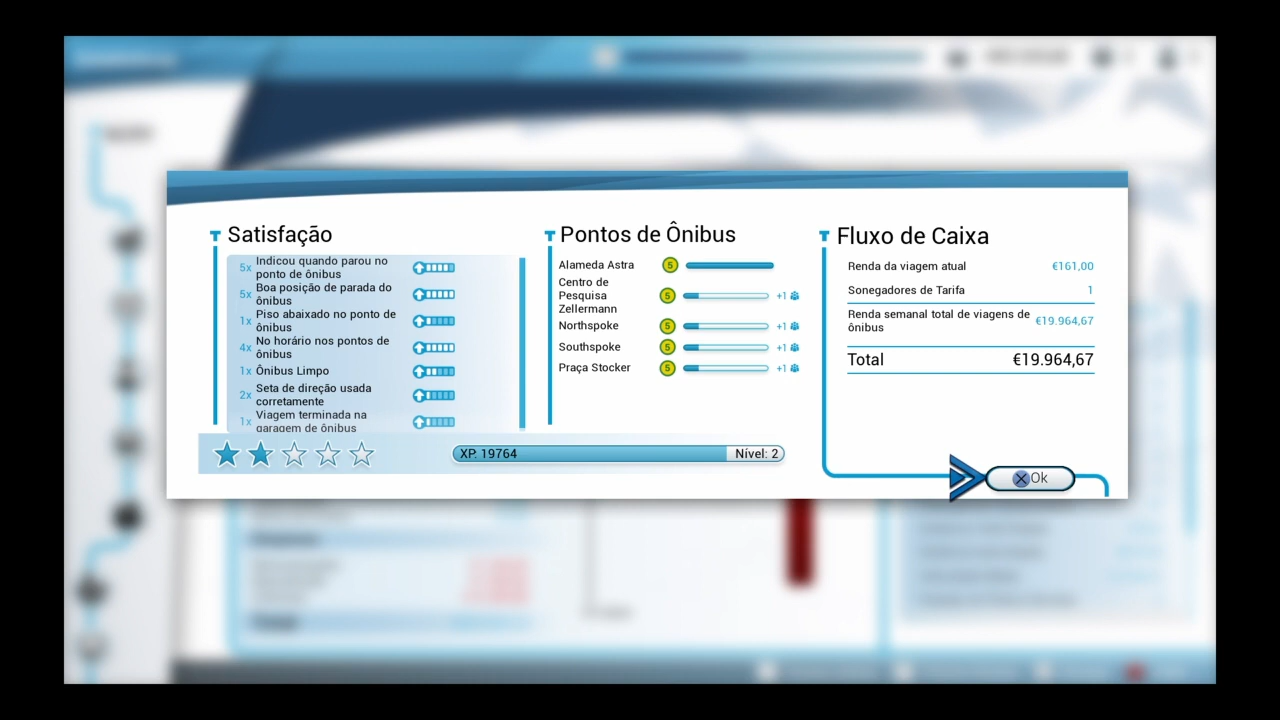 Satisfação
5x Indicou quando parou no
ponto de ônibus
5x Boa posição de parada do
ônibus
1x Piso abaixado no ponto de
ônibus
4x No horário nos pontos de
ônibus
1x Ônibus Limpo
2x Seta de direção usada
corretamente
1x Viagem terminada na
garagem de ônibus
Pontos de Ônibus
Alameda Astra 5
Centro de
Pesquisa
Zellermann
5 +1
Northspoke 5 +1
Southspoke 5 +1
Praça Stocker 5 +1
Fluxo de Caixa
Renda da viagem atual €161,00
Sonegadores de Tarifa 1
Renda semanal total de viagens de
ônibus
€19.964,67
Total €19.964,67
XP: 19764 Nível: 2
Ok